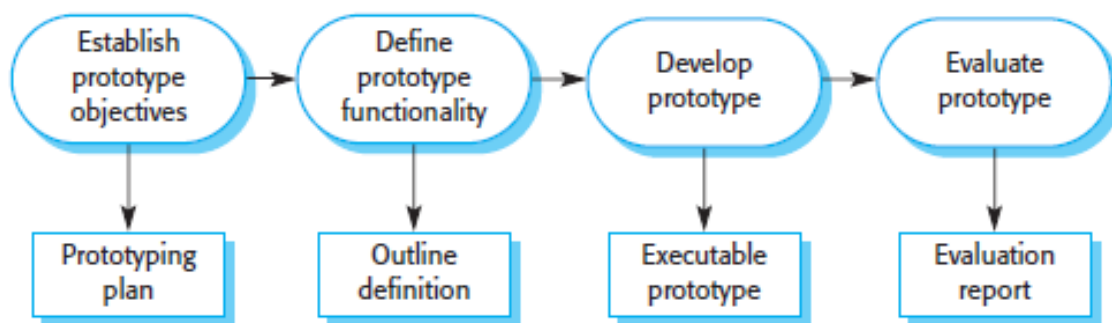 Establish
prototype
objectives
Define
prototype
functionality
Develop
prototype
Evaluate
prototype
Prototyping
plan
Outline
definition
Executable
prototype
Evaluation
report